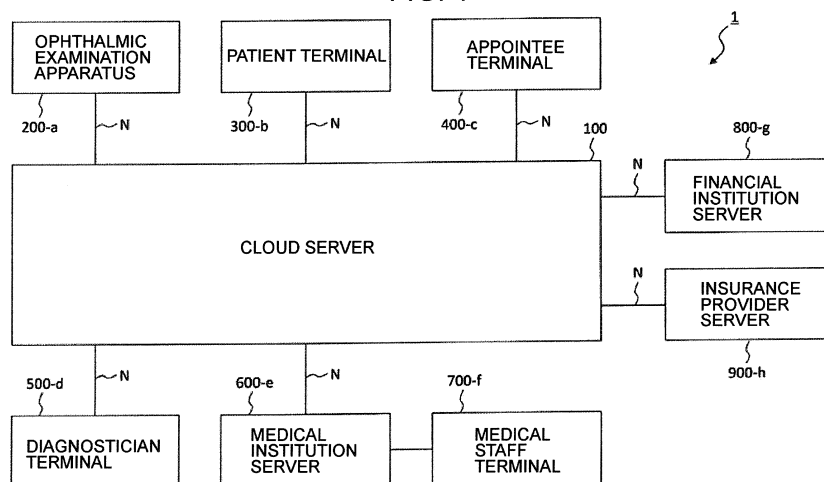 1
OPHTHALMIC
EXAMINATION
APPARATUS
PATIENT TERMINAL
APPOINTEE
TERMINAL
200-a
N
300-b
N
400-c
N
100
800-g
N
FINANCIAL
INSTITUTION
SERVER
CLOUD SERVER
N
INSURANCE
PROVIDER
SERVER
900-h
500-d
N
600-e
N
700-f
DIAGNOSTICIAN
TERMINAL
MEDICAL
INSTITUTION
SERVER
MEDICAL
STAFF
TERMINAL